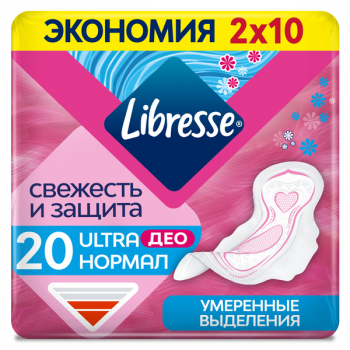 ЭКОНОМИЯ 2x10
Libresse®
свежесть
и защита
20 ULTRA ДЕО
НОРМАЛ
УМЕРЕННЫЕ
ВЫДЕЛЕНИЯ